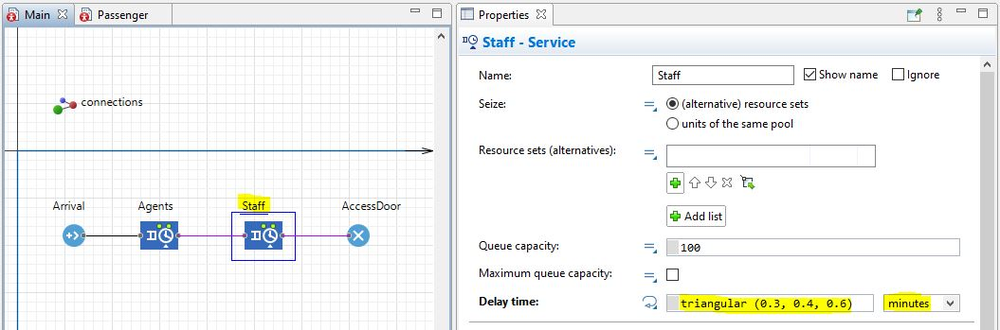 Main
Passenger
connections
Arrival
Agents
Staff
AccessDoor
Properties
Staff - Service
Name:
Staff
Show name
Ignore
Seize:
(alternative) resource sets
units of the same pool
Resource sets (alternatives):
Add list
Queue capacity:
100
Maximum queue capacity:
Delay time:
triangular (0.3, 0.4, 0.6)
minutes